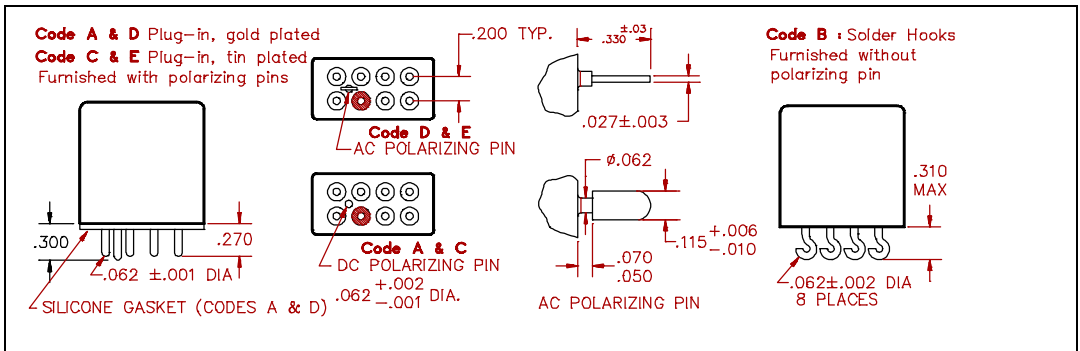 Code A & D Plug-in, gold plated
Code C & E Plug-in, tin plated
Furnished with polarizing pins
.300
.270
.062 ±.001 DIA
SILICONE GASKET (CODES A & D)
.200 TYP.
Code D & E
AC POLARIZING PIN
Code A & C
DC POLARIZING PIN
.062 +.002 -.001 DIA.
.330 ±.03
.027±.003
Ø.062
.115 +.006 -.010
.070
.050
AC POLARIZING PIN
Code B : Solder Hooks
Furnished without
polarizing pin
.310
MAX
.062±.002 DIA
8 PLACES